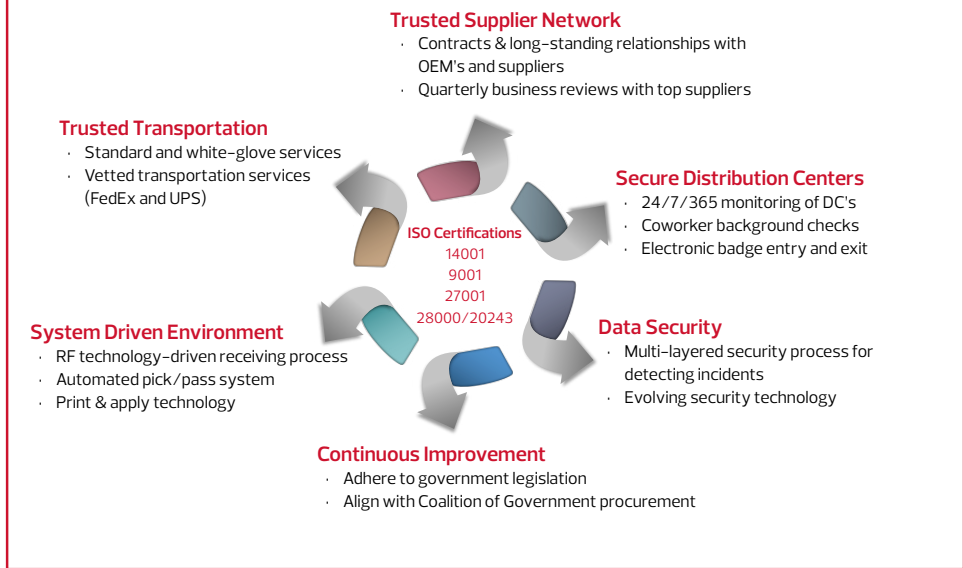 Trusted Supplier Network
· Contracts & long-standing relationships with
OEM's and suppliers
· Quarterly business reviews with top suppliers
Trusted Transportation
· Standard and white-glove services
· Vetted transportation services
(FedEx and UPS)
Secure Distribution Centers
· 24/7/365 monitoring of DC's
· Coworker background checks
· Electronic badge entry and exit
ISO Certifications
14001
9001
27001
28000/20243
System Driven Environment
· RF technology-driven receiving process
· Automated pick/pass system
· Print & apply technology
Data Security
· Multi-layered security process for
detecting incidents
· Evolving security technology
Continuous Improvement
· Adhere to government legislation
· Align with Coalition of Government procurement